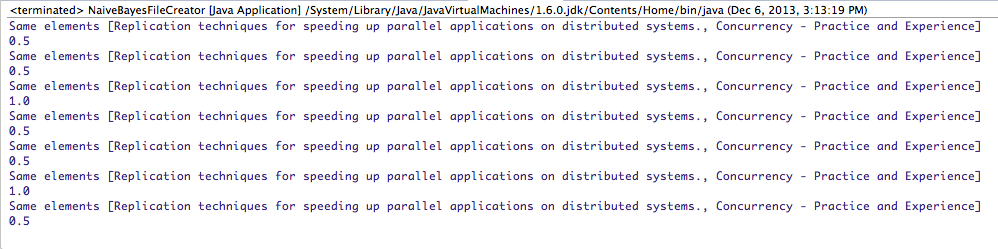 <terminated> NaiveBayesFileCreator [Java Application] /System/Library/Java/JavaVirtualMachines/1.6.0.jdk/Contents/Home/bin/java (Dec 6, 2013, 3:13:19 PM)
Same elements [Replication techniques for speeding up parallel applications on distributed systems., Concurrency - Practice and Experience]
0.5
Same elements [Replication techniques for speeding up parallel applications on distributed systems., Concurrency - Practice and Experience]
0.5
Same elements [Replication techniques for speeding up parallel applications on distributed systems., Concurrency - Practice and Experience]
1.0
Same elements [Replication techniques for speeding up parallel applications on distributed systems., Concurrency - Practice and Experience]
0.5
Same elements [Replication techniques for speeding up parallel applications on distributed systems., Concurrency - Practice and Experience]
0.5
Same elements [Replication techniques for speeding up parallel applications on distributed systems., Concurrency - Practice and Experience]
1.0
Same elements [Replication techniques for speeding up parallel applications on distributed systems., Concurrency - Practice and Experience]
0.5